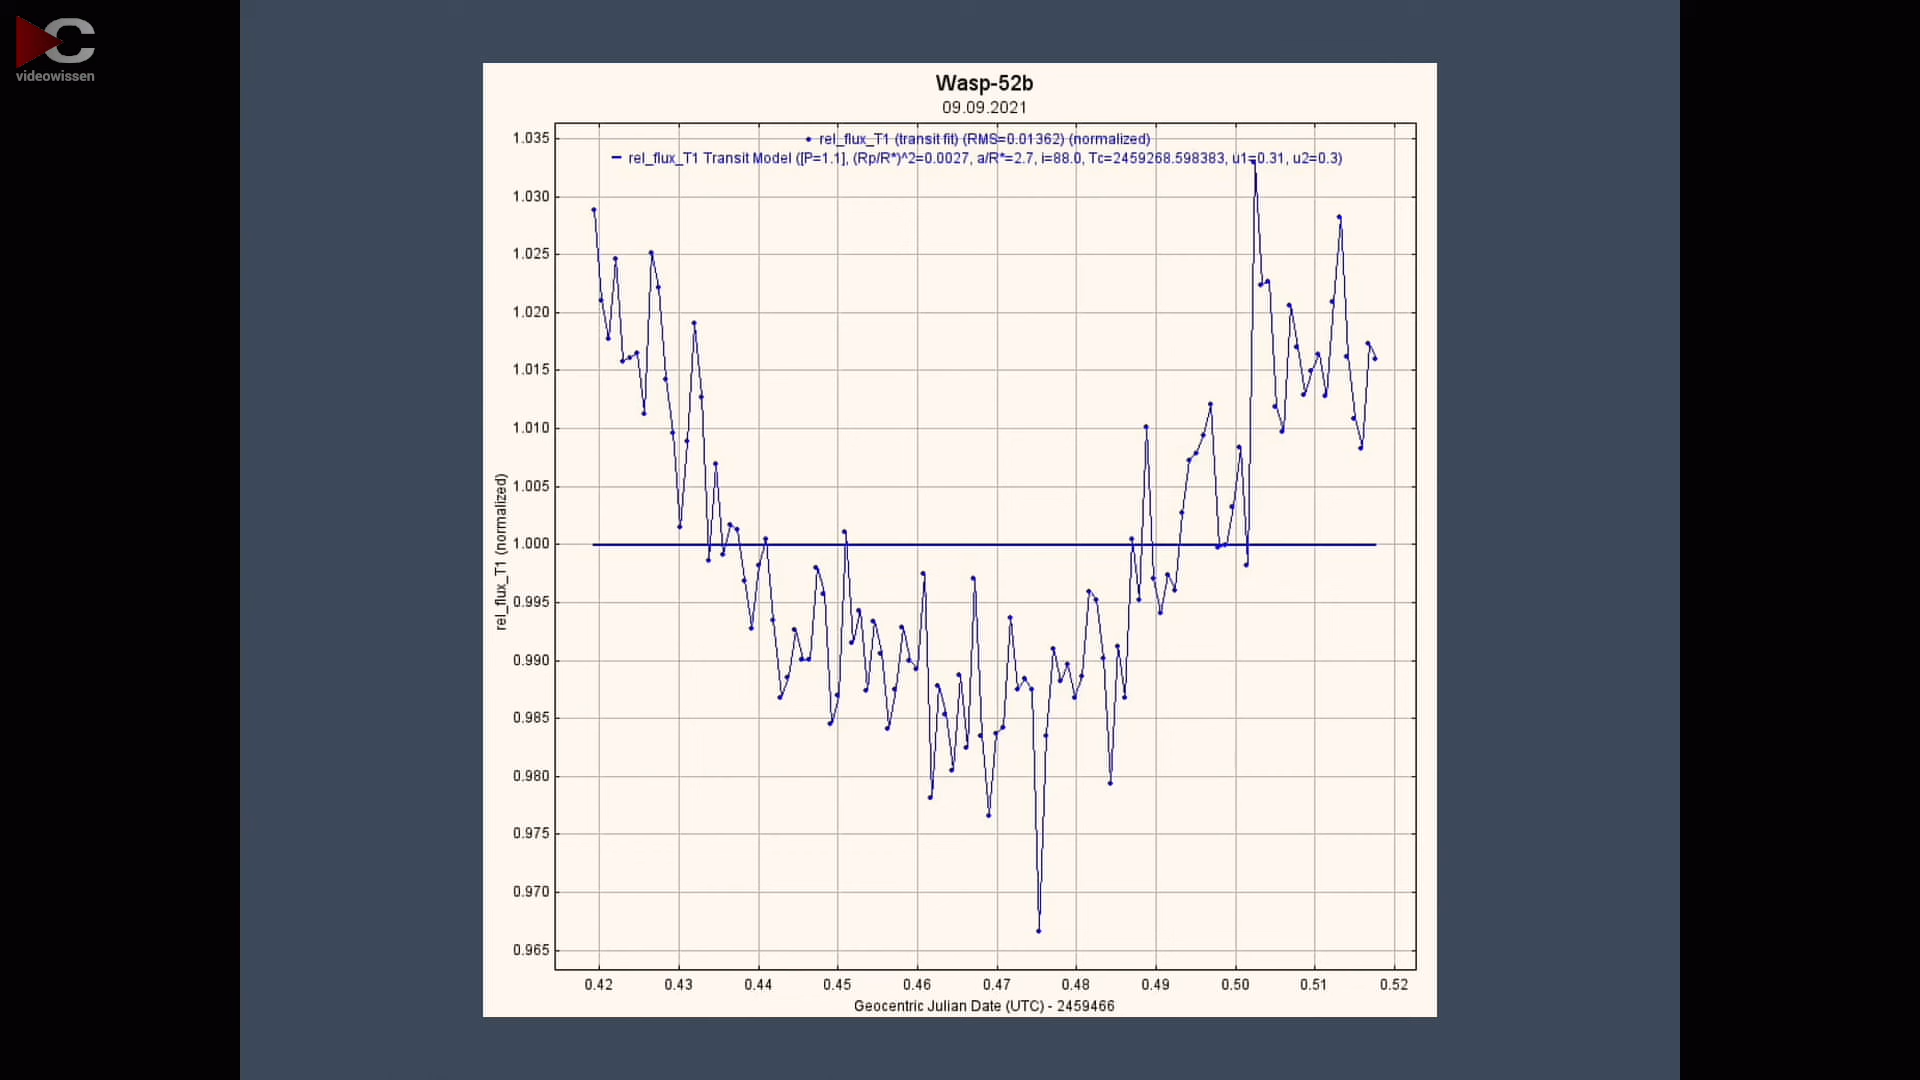 videowissen
Wasp-52b
09.09.2021
rel_flux_T1 (transit fit) (RMS=0.01362) (normalized)
rel_flux_T1 Transit Model ([P=1.1], (Rp/R*)^2=0.0027, a/R*=2.7, i=88.0, Tc=2459268.598383, u1=0.31, u2=0.3)
rel_flux_T1 (normalized)
1.035
1.030
1.025
1.020
1.015
1.010
1.005
1.000
0.995
0.990
0.985
0.980
0.975
0.970
0.965
0.42 0.43 0.44 0.45 0.46 0.47 0.48 0.49 0.50 0.51 0.52
Geocentric Julian Date (UTC) - 2459466